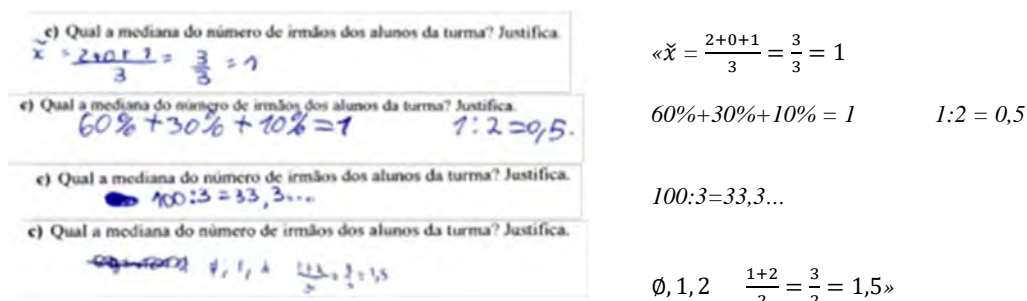 c) Qual a mediana do número de irmãos dos alunos da turma? Justifica.
x̃ = 2+0+1/3 = 3/3 = 1
«x̌ = 2+0+1/3 = 3/3 = 1
c) Qual a mediana do número de irmãos dos alunos da turma? Justifica.
60% + 30% + 10% = 1 1:2 = 0,5.
60%+30%+10% = 1 1:2 = 0,5
c) Qual a mediana do número de irmãos dos alunos da turma? Justifica.
100:3 = 33,3....
100:3=33,3...
c) Qual a mediana do número de irmãos dos alunos da turma? Justifica.
∅, 1, 2 1+2/2 = 3/2 = 1,5
∅, 1, 2 1+2/2 = 3/2 = 1,5»